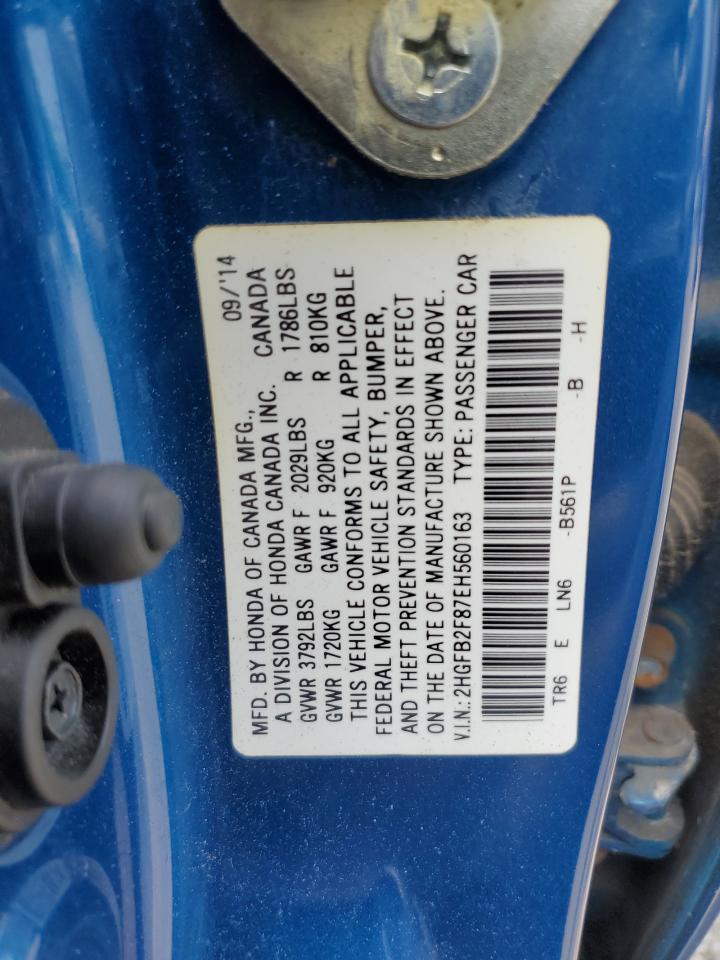 MFD. BY HONDA OF CANADA MFG., 09/'14
A DIVISION OF HONDA CANADA INC. CANADA
GVWR 3792LBS GAWR F 2029LBS R 1786LBS
GVWR 1720KG GAWR F 920KG R 810KG
THIS VEHICLE CONFORMS TO ALL APPLICABLE
FEDERAL MOTOR VEHICLE SAFETY, BUMPER,
AND THEFT PREVENTION STANDARDS IN EFFECT
ON THE DATE OF MANUFACTURE SHOWN ABOVE.
V.I.N.: 2HGFB2F87EH560163 TYPE: PASSENGER CAR
TR6 E LN6 -B561P -B -H